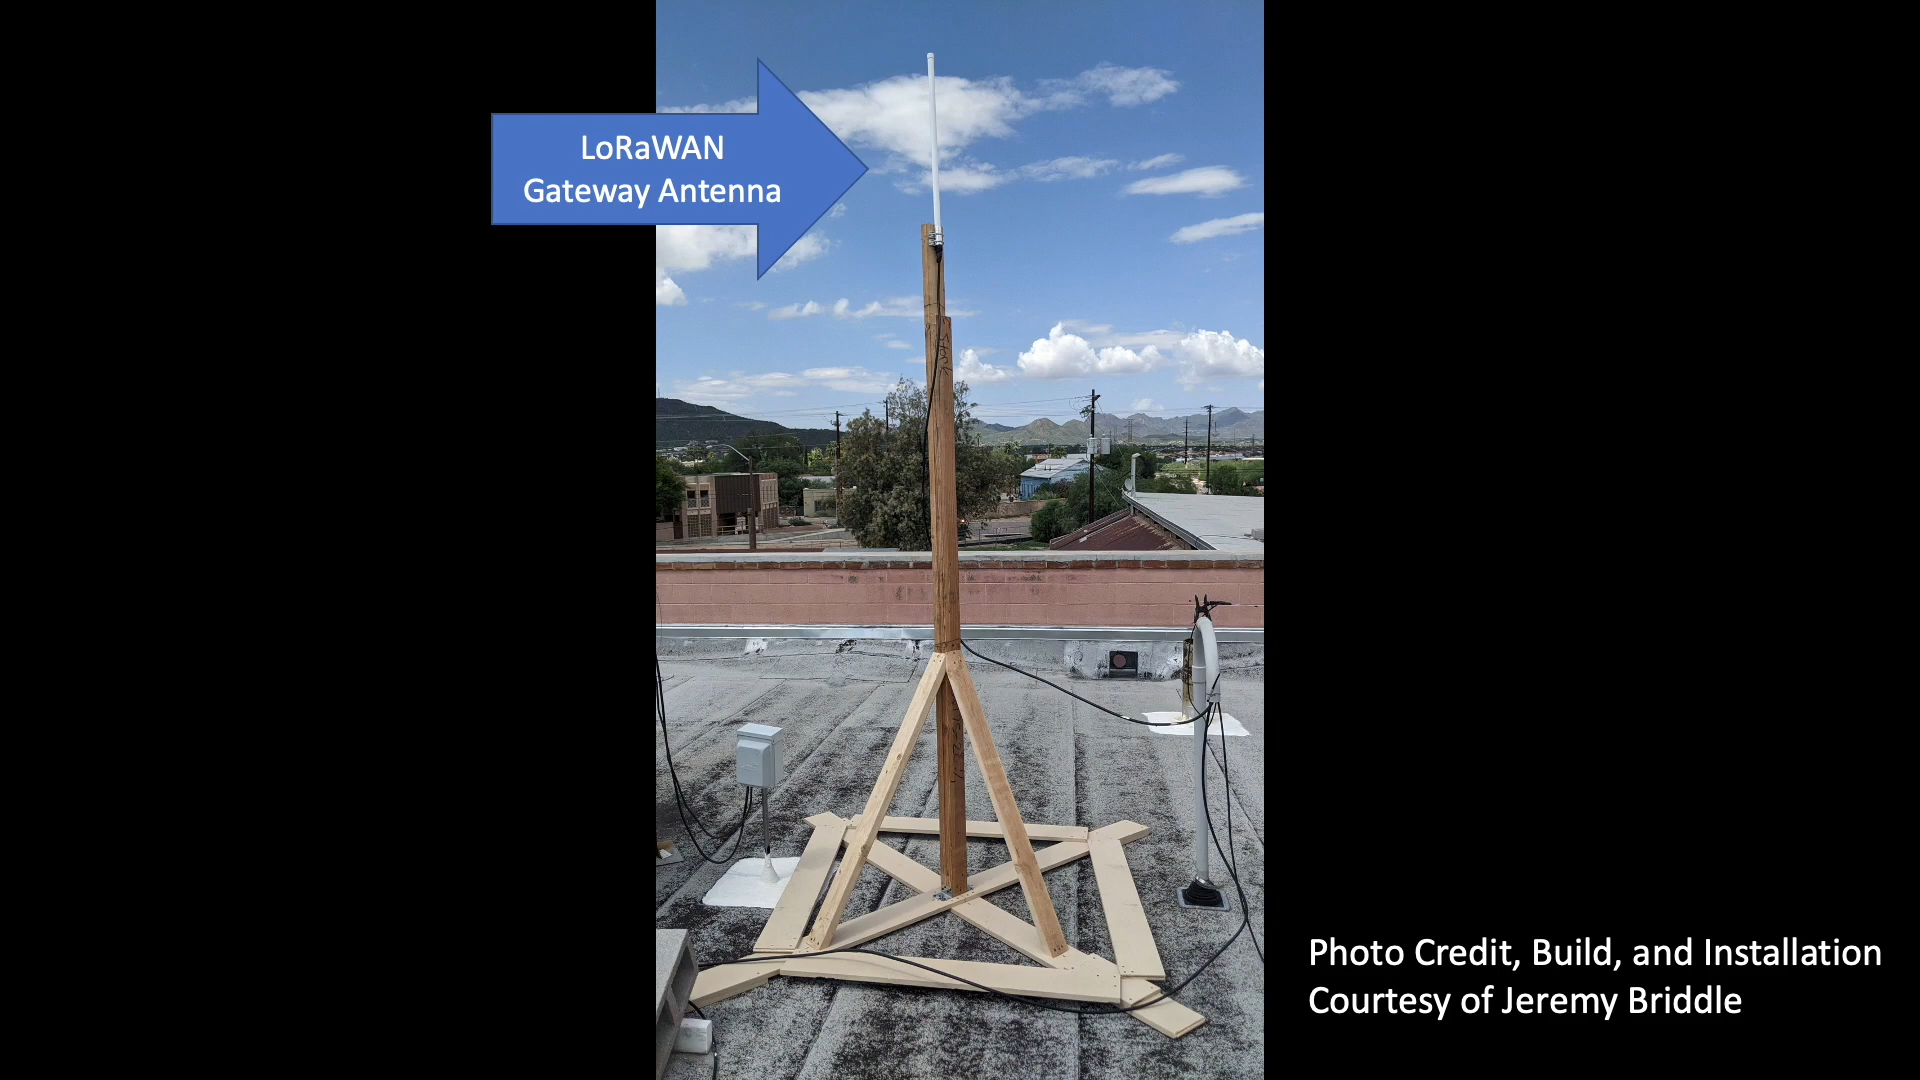 LoRaWAN
Gateway Antenna
Photo Credit, Build, and Installation
Courtesy of Jeremy Briddle